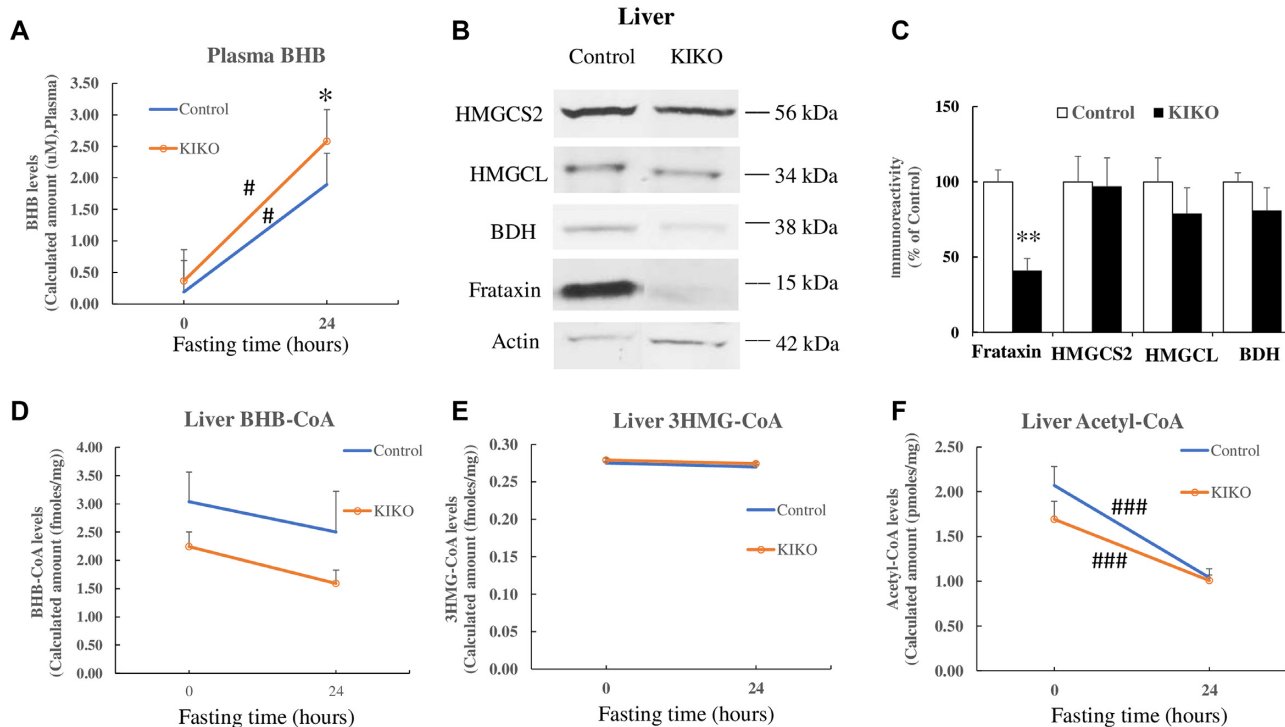 A
Plasma BHB
BHB levels
(Calculated amount (uM),Plasma)
3.50
3.00
2.50
2.00
1.50
1.00
0.50
0.00
Control
KIKO
*
#
#
0
24
Fasting time (hours)
B
Liver
Control
KIKO
HMGCS2
56 kDa
HMGCL
34 kDa
BDH
38 kDa
Frataxin
15 kDa
Actin
42 kDa
C
Immunoreactivity
(% of Control)
150
100
50
0
Control
KIKO
**
Frataxin
HMGCS2
HMGCL
BDH
D
Liver BHB-CoA
BHB-CoA levels
(Calculated amount (fmoles/mg))
4.00
3.50
3.00
2.50
2.00
1.50
1.00
0.50
0.00
Control
KIKO
0
24
Fasting time (hours)
E
Liver 3HMG-CoA
3HMG-CoA levels
(Calculated amount (fmoles/mg))
0.30
0.25
0.20
0.15
0.10
0.05
0.00
Control
KIKO
0
24
Fasting time (hours)
F
Liver Acetyl-CoA
Acetyl-CoA levels
(Calculated amount (pmoles/mg))
2.50
2.00
1.50
1.00
0.50
0.00
Control
KIKO
###
###
0
24
Fasting time (hours)